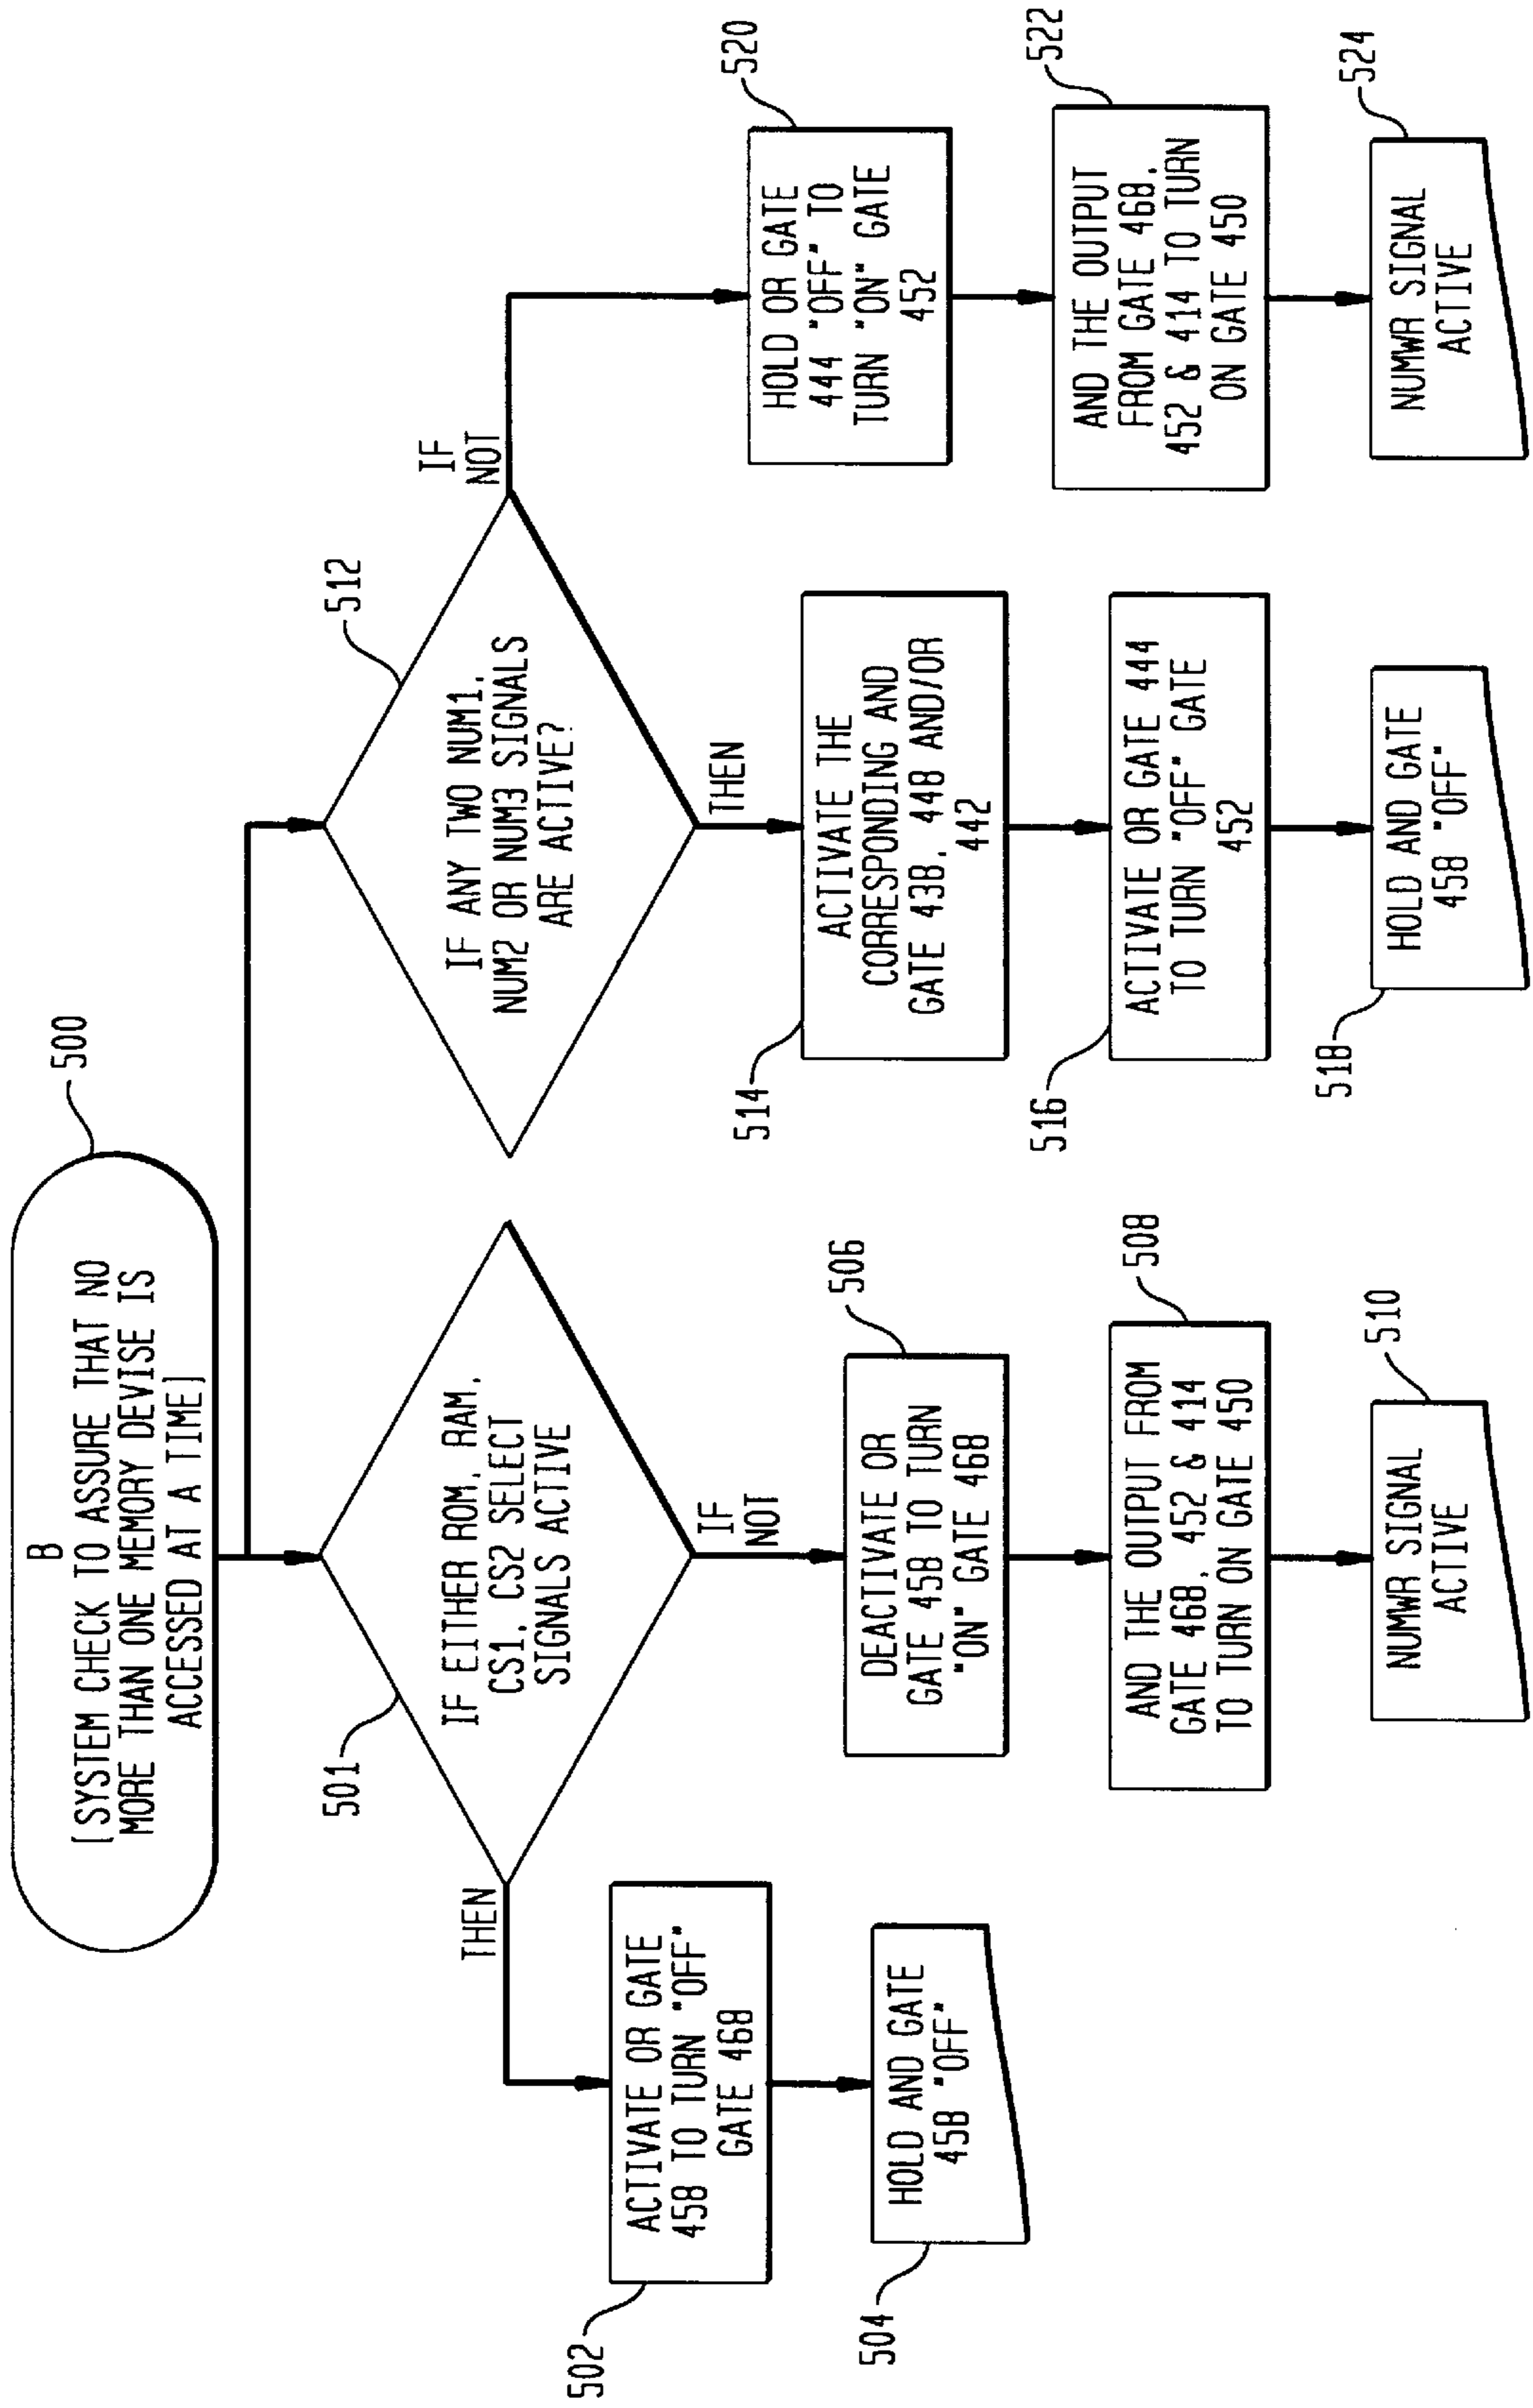 B
[SYSTEM CHECK TO ASSURE THAT NO
MORE THAN ONE MEMORY DEVISE IS
ACCESSED AT A TIME]
500
501
IF EITHER ROM, RAM,
CS1, CS2 SELECT
SIGNALS ACTIVE
THEN
IF
NOT
512
IF ANY TWO NUM1,
NUM2 OR NUM3 SIGNALS
ARE ACTIVE?
THEN
IF
NOT
502
ACTIVATE OR GATE
458 TO TURN "OFF"
GATE 468
504
HOLD AND GATE
458 "OFF"
506
DEACTIVATE OR
GATE 458 TO TURN
"ON" GATE 468
508
AND THE OUTPUT FROM
GATE 468, 452 & 414
TO TURN ON GATE 450
510
NUMWR SIGNAL
ACTIVE
514
ACTIVATE THE
CORRESPONDING AND
GATE 438, 448 AND/OR
442
516
ACTIVATE OR GATE 444
TO TURN "OFF" GATE
452
518
HOLD AND GATE
458 "OFF"
520
HOLD OR GATE
444 "OFF" TO
TURN "ON" GATE
452
522
AND THE OUTPUT
FROM GATE 468,
452 & 414 TO TURN
ON GATE 450
524
NUMWR SIGNAL
ACTIVE